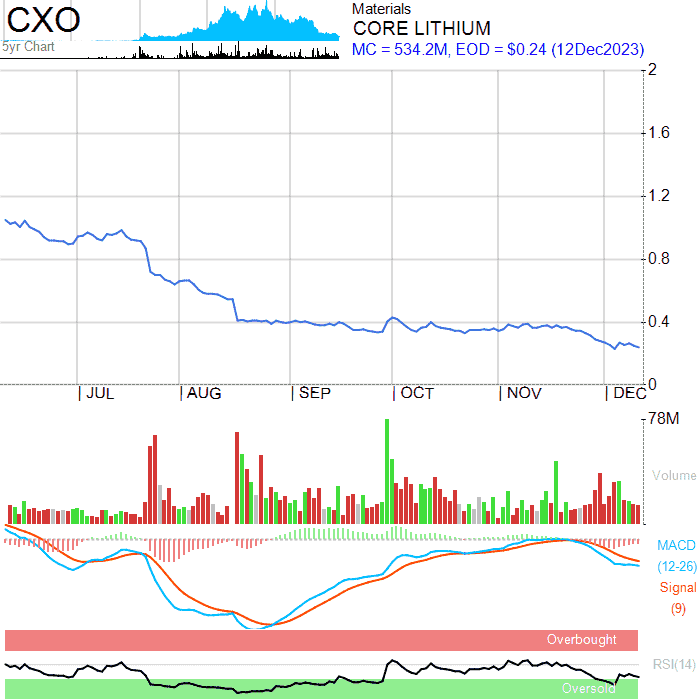 CXO
5yr Chart
Materials
CORE LITHIUM
MC = 534.2M, EOD = $0.24 (12Dec2023)
2
1.6
1.2
0.8
0.4
0
JUL AUG SEP OCT NOV DEC
78M
Volume
MACD
(12-26)
Signal
(9)
Overbought
RSI(14)
Oversold